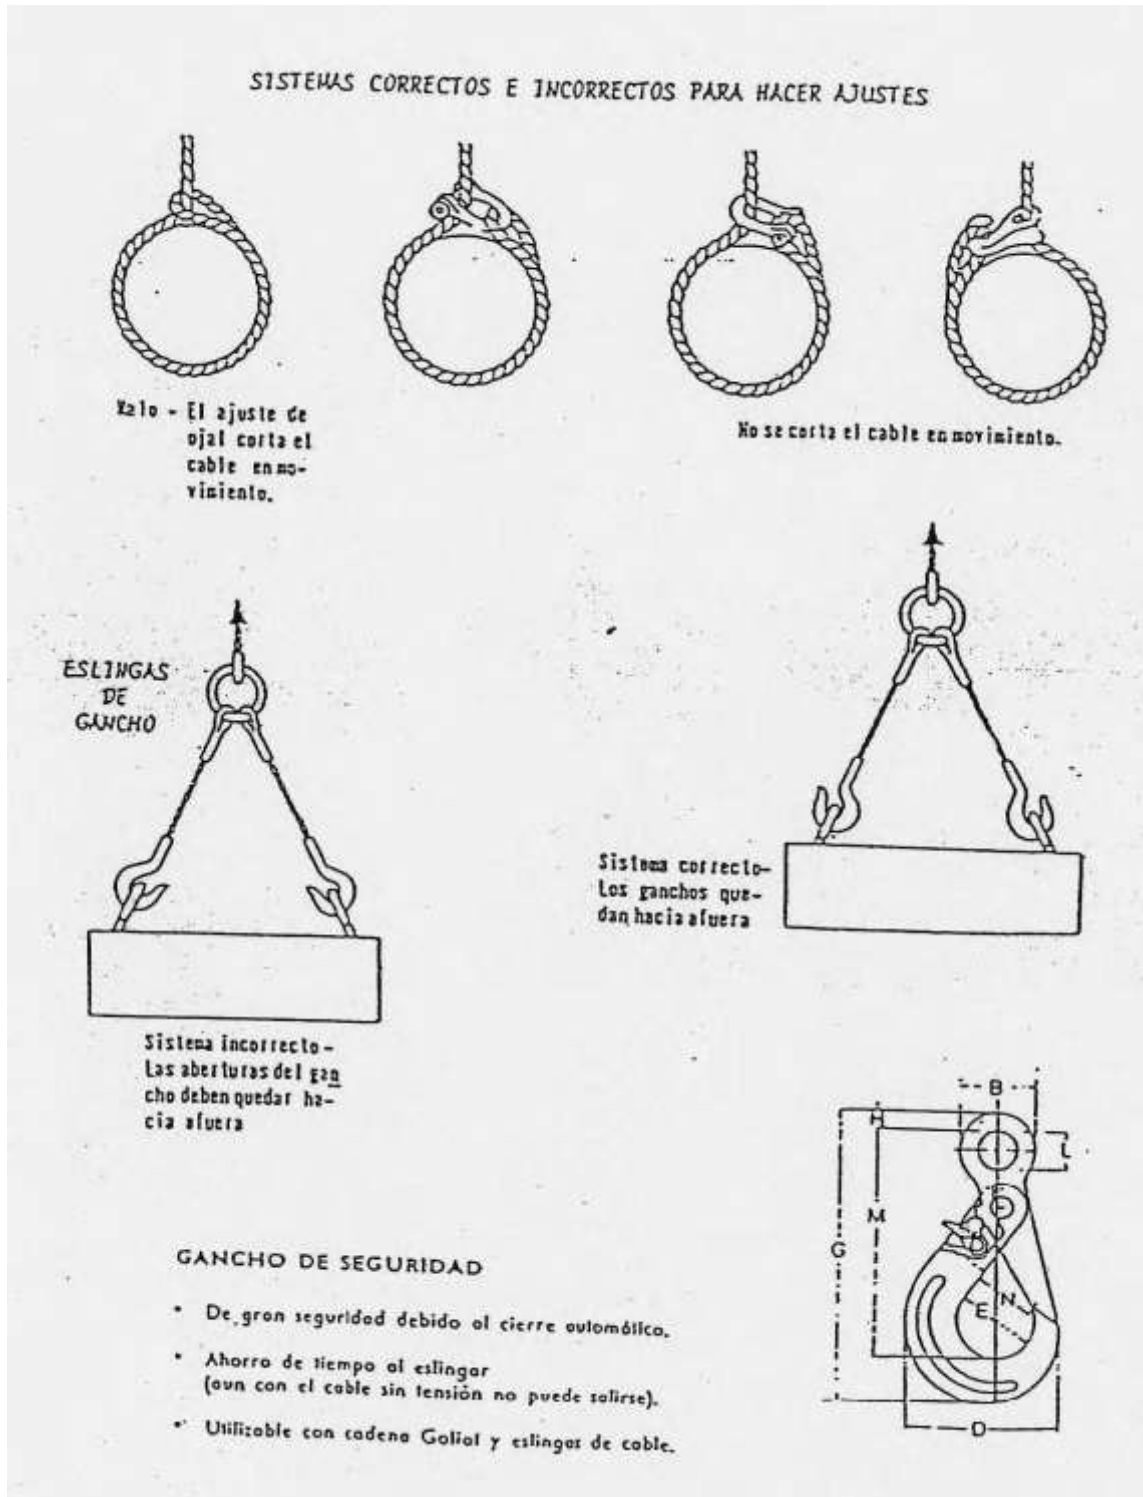 SISTEMAS CORRECTOS E INCORRECTOS PARA HACER AJUSTES
Malo - El ajuste de
ojal corta el
cable en mo-
vimiento.
No se corta el cable en movimiento.
ESLINGAS
DE
GANCHO
Sistema correcto-
Los ganchos que-
dan hacia afuera
Sistema incorrecto-
Las aberturas del gan
cho deben quedar ha-
cia afuera
B
H
L
M
G
N
E
D
GANCHO DE SEGURIDAD
• De gran seguridad debido al cierre automático.
• Ahorro de tiempo al eslingar
(aun con el cable sin tensión no puede salirse).
• Utilizable con cadena Goliat y eslingas de cable.